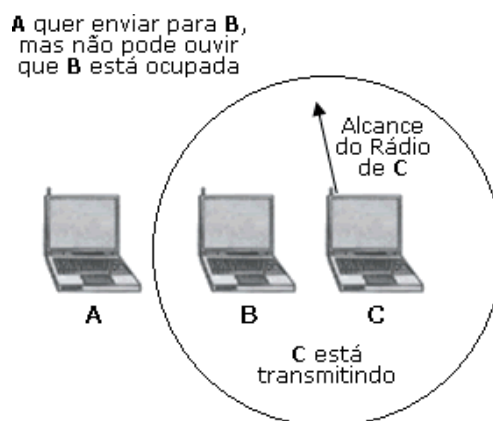 A quer enviar para B,
mas não pode ouvir
que B está ocupada
Alcance
do Rádio
de C
A
B
C
C está
transmitindo